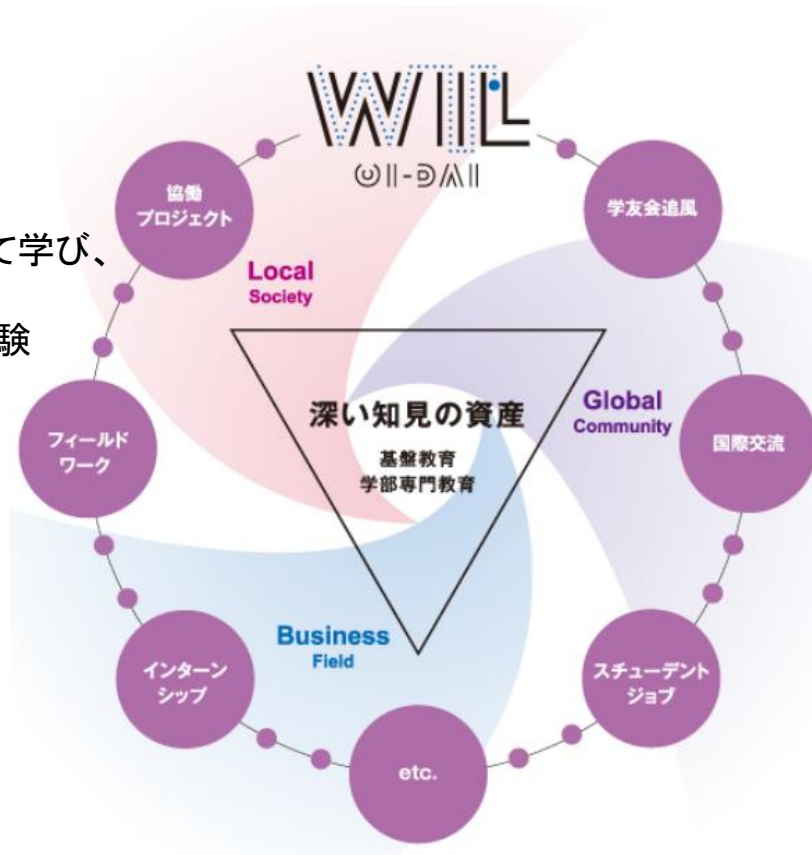 WIL
OI-DAI
協働
プロジェクト
学友会追風
て学び、
験
Local
Society
Global
Community
深い知見の資産
基盤教育
学部専門教育
フィールド
ワーク
国際交流
Business
Field
インターン
シップ
スチューデント
ジョブ
etc.